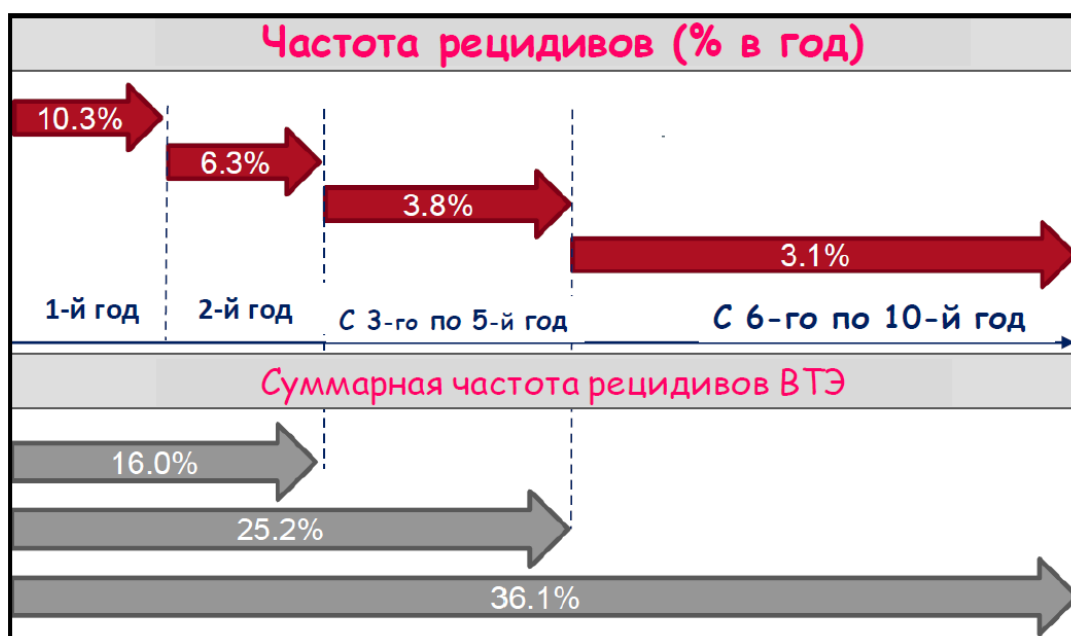 Частота рецидивов (% в год)
10.3%
6.3%
3.8%
3.1%
1-й год
2-й год
С 3-го по 5-й год
С 6-го по 10-й год
Суммарная частота рецидивов ВТЭ
16.0%
25.2%
36.1%